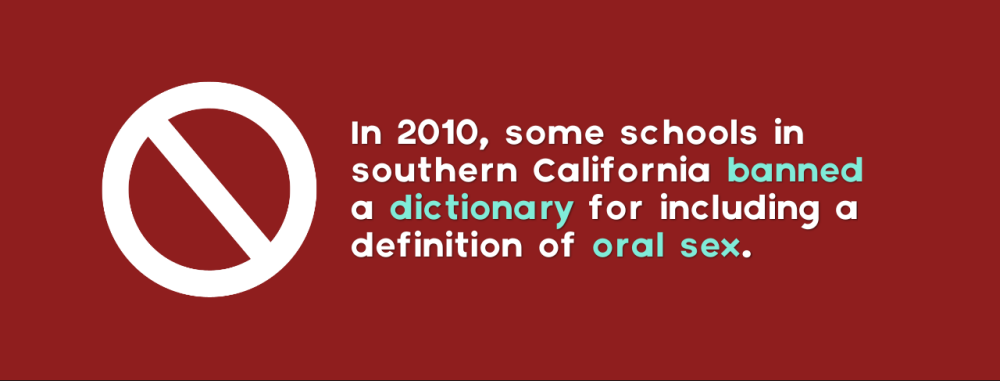 In 2010, some schools in
southern California banned
a dictionary for including a
definition of oral sex.